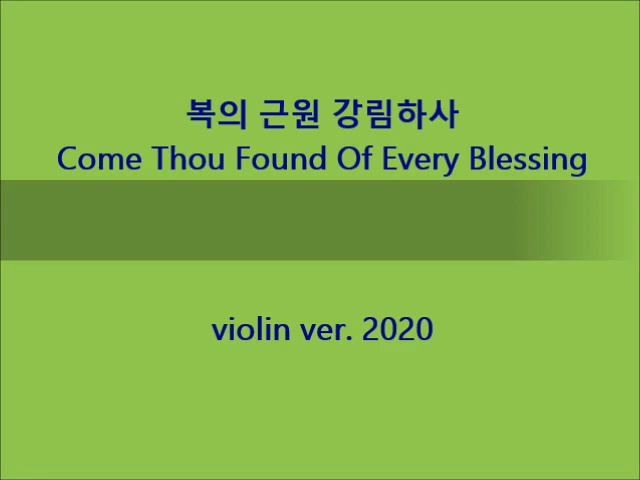 복의 근원 강림하사
Come Thou Found Of Every Blessing
violin ver. 2020